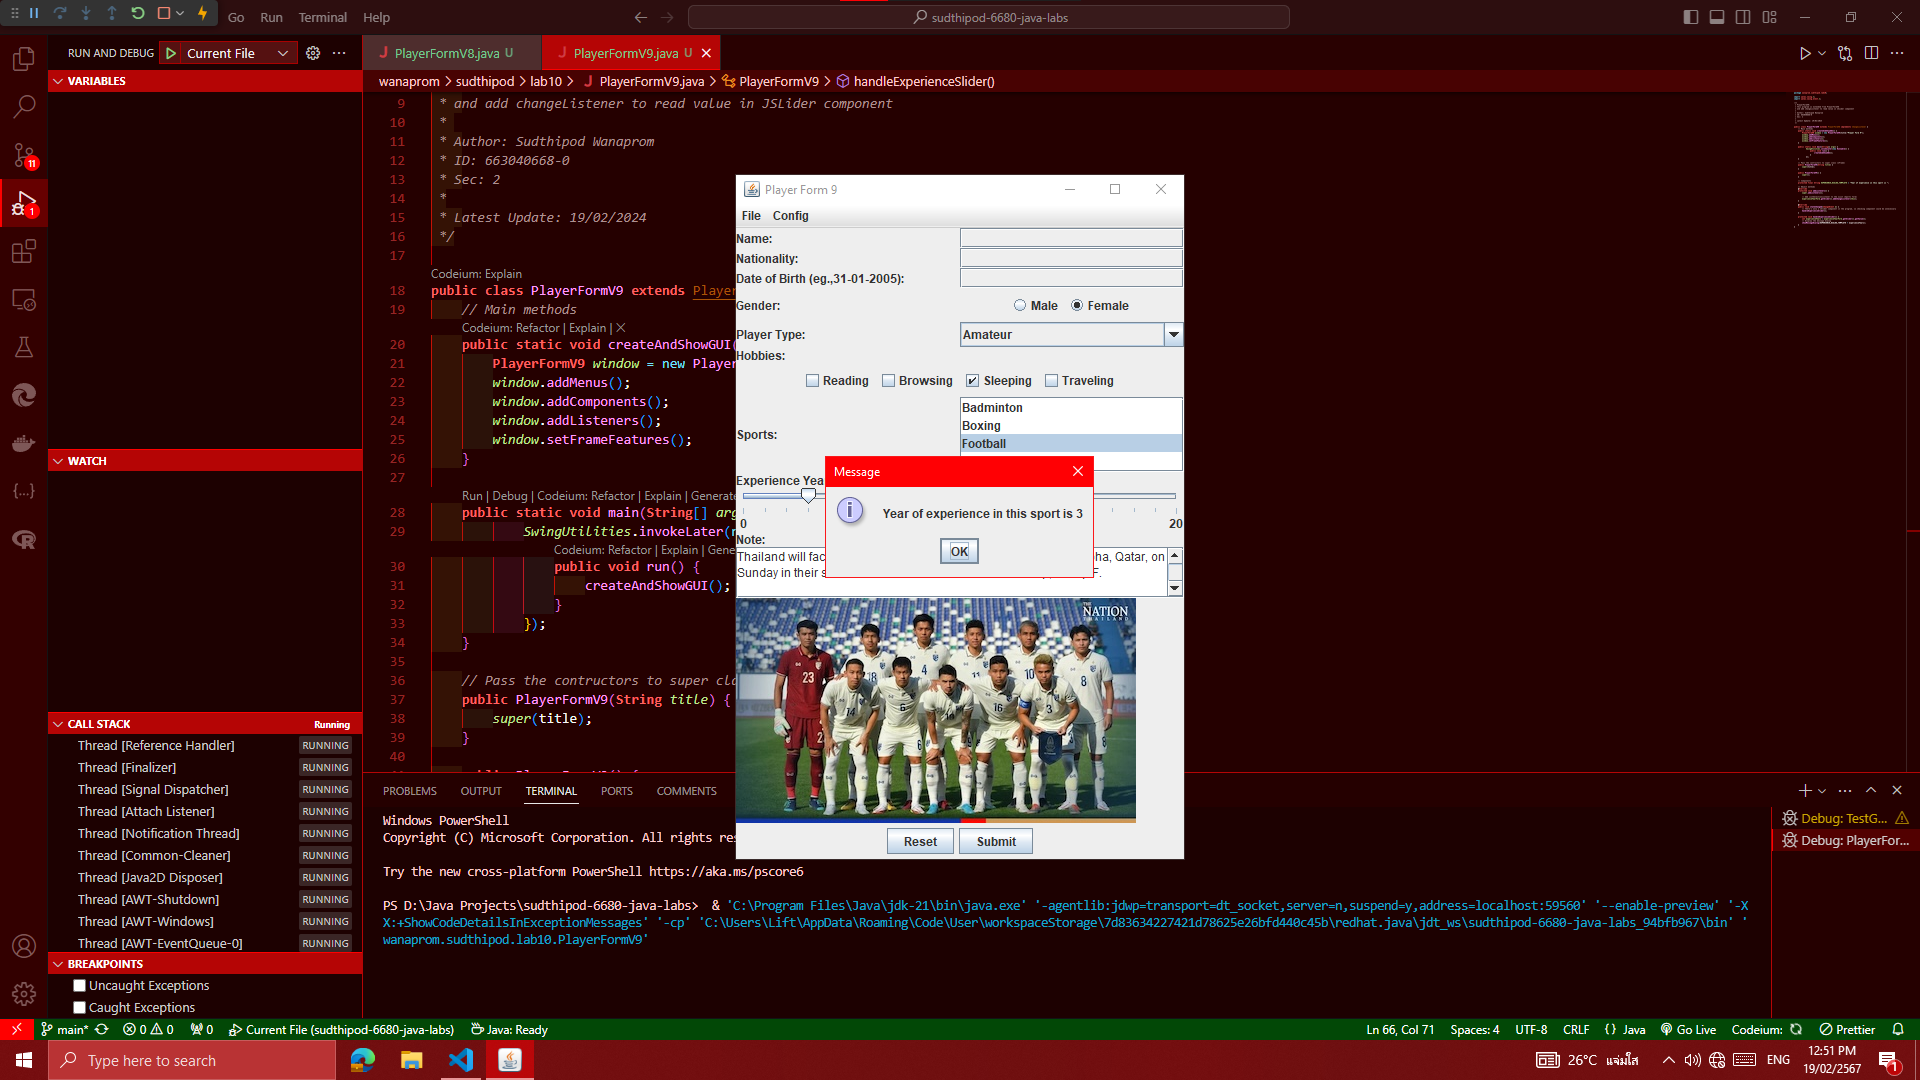 Go Run Terminal Help
sudthipod-6680-java-labs
RUN AND DEBUG Current File
PlayerFormV8.java U
PlayerFormV9.java U
wanaprom > sudthipod > lab10 > PlayerFormV9.java > PlayerFormV9 > handleExperienceSlider()
VARIABLES
9 * and add changeListener to read value in JSLider component
10 *
11 * Author: Sudthipod Wanaprom
12 * ID: 663040668-0
13 * Sec: 2
14 *
15 * Latest Update: 19/02/2024
16 */
17
Codeium: Explain
18 public class PlayerFormV9 extends Player
19 // Main methods
Codeium: Refactor | Explain | X
20 public static void createAndShowGUI(
21 PlayerFormV9 window = new Player
22 window.addMenus();
23 window.addComponents();
24 window.addListeners();
25 window.setFrameFeatures();
26 }
27
Run | Debug | Codeium: Refactor | Explain | Generate
28 public static void main(String[] arg
29 SwingUtilities.invokeLater(
Codeium: Refactor | Explain | Gene
30 public void run() {
31 createAndShowGUI();
32 }
33 });
34 }
35
36 // Pass the contructors to super cla
37 public PlayerFormV9(String title) {
38 super(title);
39 }
40
WATCH
CALL STACK Running
Thread [Reference Handler] RUNNING
Thread [Finalizer] RUNNING
Thread [Signal Dispatcher] RUNNING
Thread [Attach Listener] RUNNING
Thread [Notification Thread] RUNNING
Thread [Common-Cleaner] RUNNING
Thread [Java2D Disposer] RUNNING
Thread [AWT-Shutdown] RUNNING
Thread [AWT-Windows] RUNNING
Thread [AWT-EventQueue-0] RUNNING
BREAKPOINTS
Uncaught Exceptions
Caught Exceptions
11
1
Player Form 9
File Config
Name:
Nationality:
Date of Birth (eg.,31-01-2005):
Gender: Male Female
Player Type: Amateur
Hobbies:
Reading Browsing Sleeping Traveling
Sports:
Badminton
Boxing
Football
Experience Yea
0 20
Message
Year of experience in this sport is 3
OK
Note:
Thailand will fac ha, Qatar, on
Sunday in their s F.
THE NATION THAILAND
23 4 10 8
14 6 16 3
Reset Submit
PROBLEMS OUTPUT TERMINAL PORTS COMMENTS
Windows PowerShell
Copyright (C) Microsoft Corporation. All rights res
Try the new cross-platform PowerShell https://aka.ms/pscore6
PS D:\Java Projects\sudthipod-6680-java-labs> & 'C:\Program Files\Java\jdk-21\bin\java.exe' '-agentlib:jdwp=transport=dt_socket,server=n,suspend=y,address=localhost:59560' '--enable-preview' '-X
X:+ShowCodeDetailsInExceptionMessages' '-cp' 'C:\Users\Lift\AppData\Roaming\Code\User\workspaceStorage\7d83634227421d78625e26bfd440c45b\redhat.java\jdt_ws\sudthipod-6680-java-labs_94bfb967\bin' '
wanaprom.sudthipod.lab10.PlayerFormV9'
Debug: TestG...
Debug: PlayerFor...
main* 0 0 0 Current File (sudthipod-6680-java-labs) Java: Ready
Ln 66, Col 71 Spaces: 4 UTF-8 CRLF {} Java Go Live Codeium: Prettier
Type here to search
26°C แจ่มใส ENG
12:51 PM
19/02/2567
1